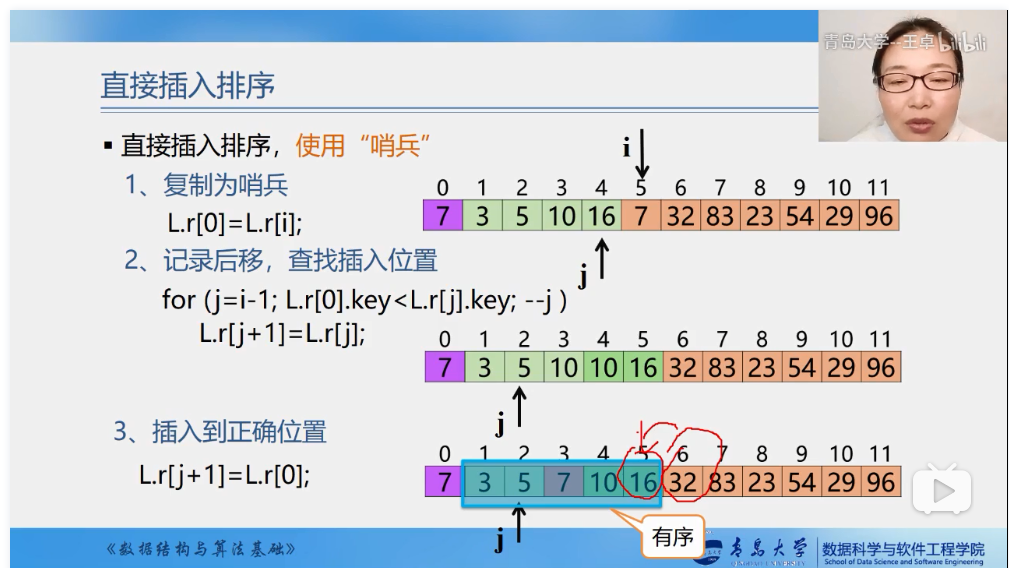 青岛大学--王卓 bilibili
直接插入排序
▪ 直接插入排序，使用“哨兵”
1、复制为哨兵
L.r[0]=L.r[i];
i
0 1 2 3 4 5 6 7 8 9 10 11
7 3 5 10 16 7 32 83 23 54 29 96
j
2、记录后移，查找插入位置
for (j=i-1; L.r[0].key<L.r[j].key; --j )
L.r[j+1]=L.r[j];
0 1 2 3 4 5 6 7 8 9 10 11
7 3 5 10 10 16 32 83 23 54 29 96
j
3、插入到正确位置
L.r[j+1]=L.r[0];
0 1 2 3 4 5 6 7 8 9 10 11
7 3 5 7 10 16 32 83 23 54 29 96
j
有序
《数据结构与算法基础》
青岛大学
QINGDAO UNIVERSITY
数据科学与软件工程学院
School of Data Science and Software Engineering